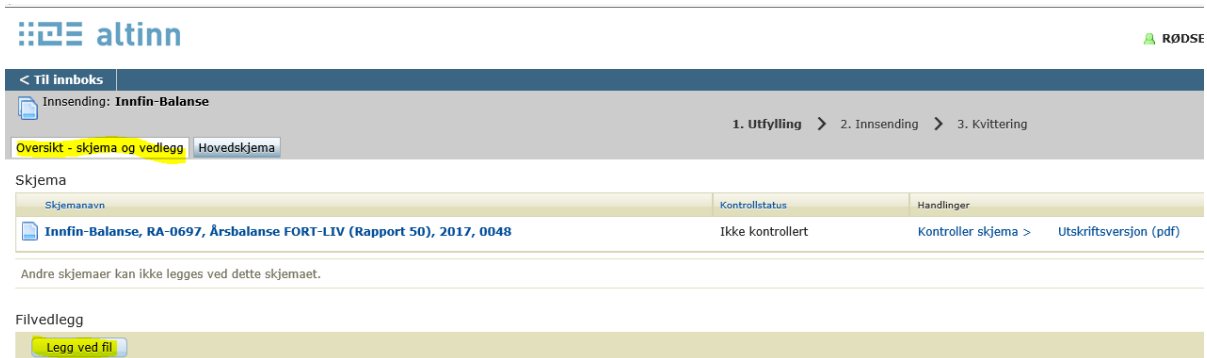 altinn
RØDSE
< Til innboks
Innsending: Innfin-Balanse
1. Utfylling > 2. Innsending > 3. Kvittering
Oversikt - skjema og vedlegg Hovedskjema
Skjema
Skjemanavn Kontrollstatus Handlinger
Innfin-Balanse, RA-0697, Årsbalanse FORT-LIV (Rapport 50), 2017, 0048 Ikke kontrollert Kontroller skjema > Utskriftsversjon (pdf)
Andre skjemaer kan ikke legges ved dette skjemaet.
Filvedlegg
Legg ved fil